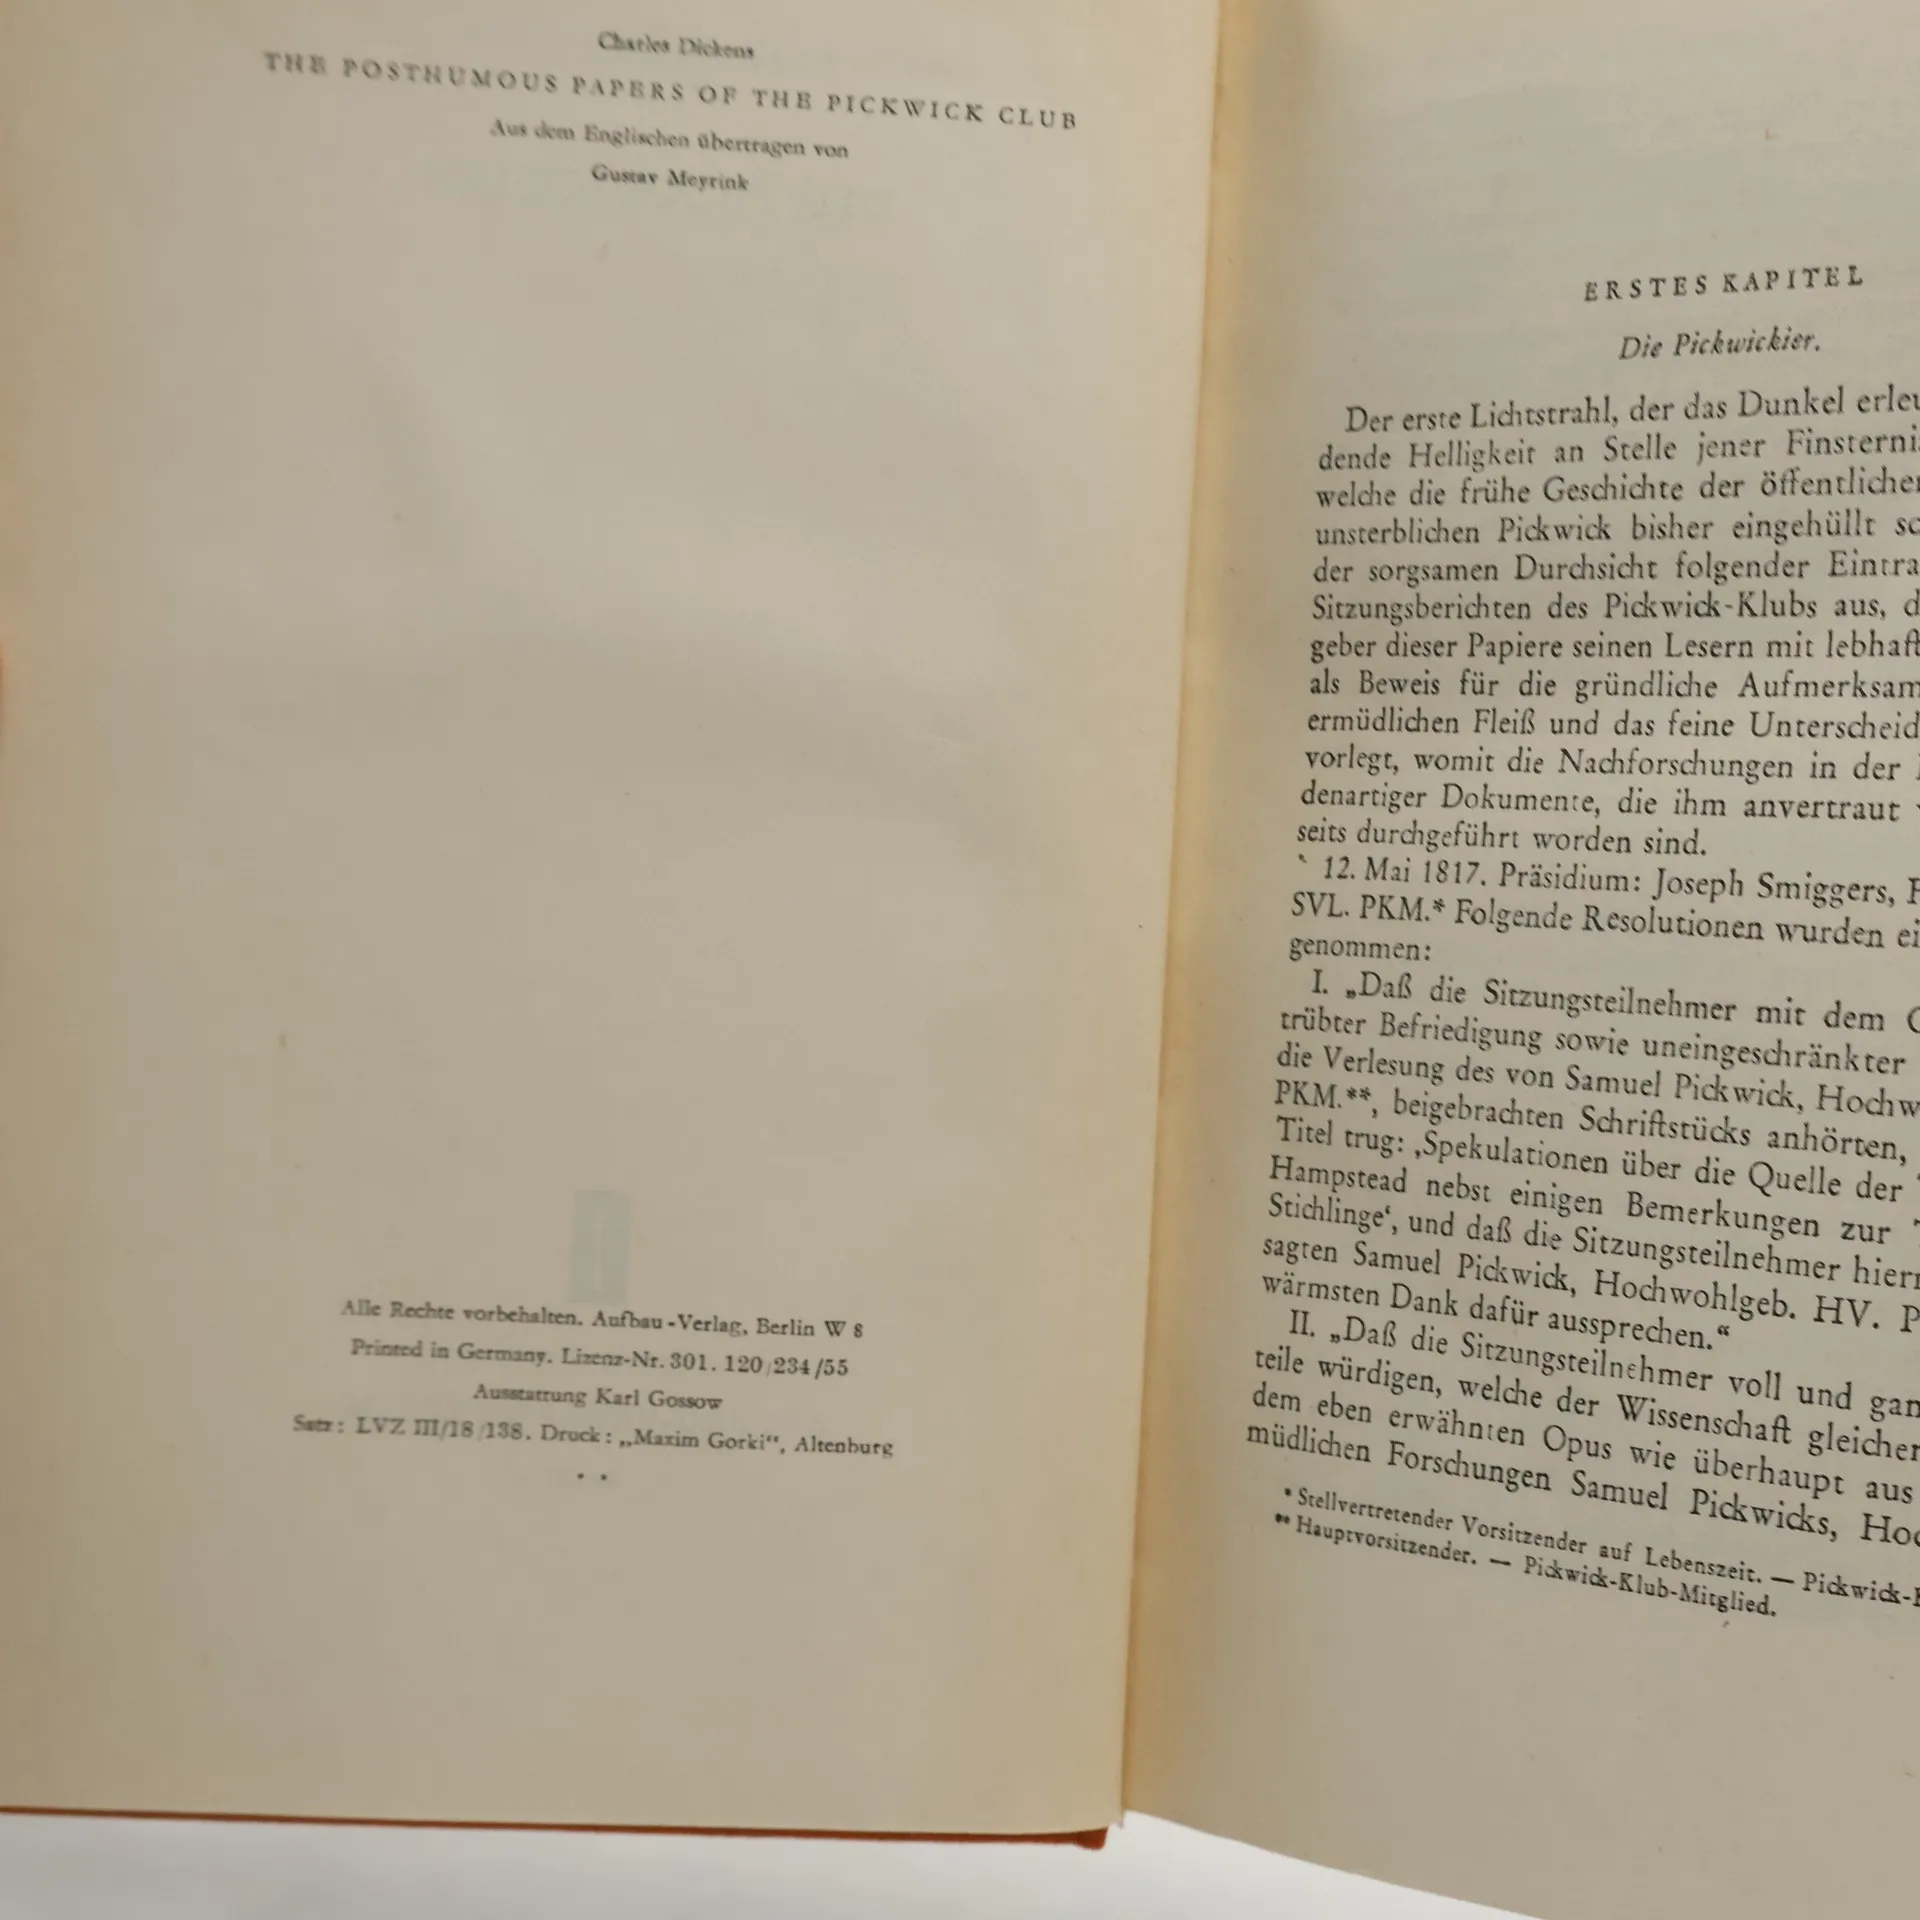 Charles Dickens
THE POSTHUMOUS PAPERS OF THE PICKWICK CLUB
Aus dem Englischen übertragen von
Gustav Meyrink
Alle Rechte vorbehalten. Aufbau-Verlag, Berlin W 8
Printed in Germany. Lizenz-Nr. 301. 120/234/55
Ausstattung Karl Gossow
Satz: LVZ III/18/138. Druck: „Maxim Gorki“, Altenburg
ERSTES KAPITEL
Die Pickwickier.
Der erste Lichtstrahl, der das Dunkel
dende Helligkeit an Stelle jener
welche die frühe Geschichte der
unsterblichen Pickwick bisher eingehüllt
der sorgsamen Durchsicht folgender
Sitzungsberichten des Pickwick-Klubs aus,
geber dieser Papiere seinen Lesern mit
als Beweis für die gründliche
ermüdlichen Fleiß und das feine
vorlegt, womit die Nachforschungen in der
denartiger Dokumente, die ihm anvertraut
seits durchgeführt worden sind.
12. Mai 1817. Präsidium: Joseph Smiggers,
SVL. PKM.* Folgende Resolutionen wurden
genommen:
I. „Daß die Sitzungsteilnehmer mit dem
trübter Befriedigung sowie uneingeschränkter
die Verlesung des von Samuel Pickwick,
PKM.**, beigebrachten Schriftstücks anhörten,
Titel trug: ‚Spekulationen über die Quelle der
Hampstead nebst einigen Bemerkungen zur
Stichlinge‘, und daß die Sitzungsteilnehmer
sagten Samuel Pickwick, Hochwohlgeb. HV.
wärmsten Dank dafür aussprechen.“
II. „Daß die Sitzungsteilnehmer voll und
teile würdigen, welche der Wissenschaft
dem eben erwähnten Opus wie überhaupt aus
müdlichen Forschungen Samuel Pickwicks,
* Stellvertretender Vorsitzender auf Lebenszeit. —
** Hauptvorsitzender. — Pickwick-Klub-Mitglied.